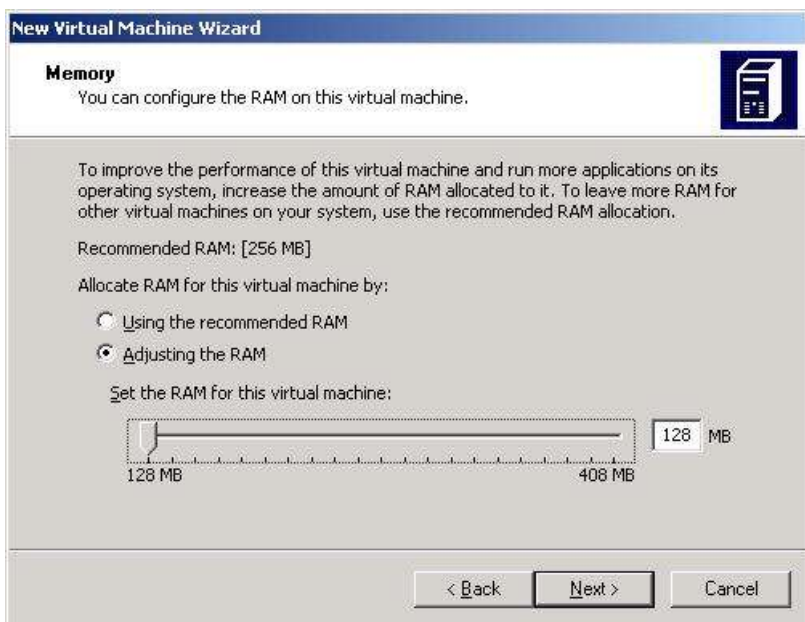 New Virtual Machine Wizard
Memory
You can configure the RAM on this virtual machine.
To improve the performance of this virtual machine and run more applications on its
operating system, increase the amount of RAM allocated to it. To leave more RAM for
other virtual machines on your system, use the recommended RAM allocation.
Recommended RAM: [256 MB]
Allocate RAM for this virtual machine by:
Using the recommended RAM
Adjusting the RAM
Set the RAM for this virtual machine:
128 MB
128 MB 408 MB
< Back Next > Cancel